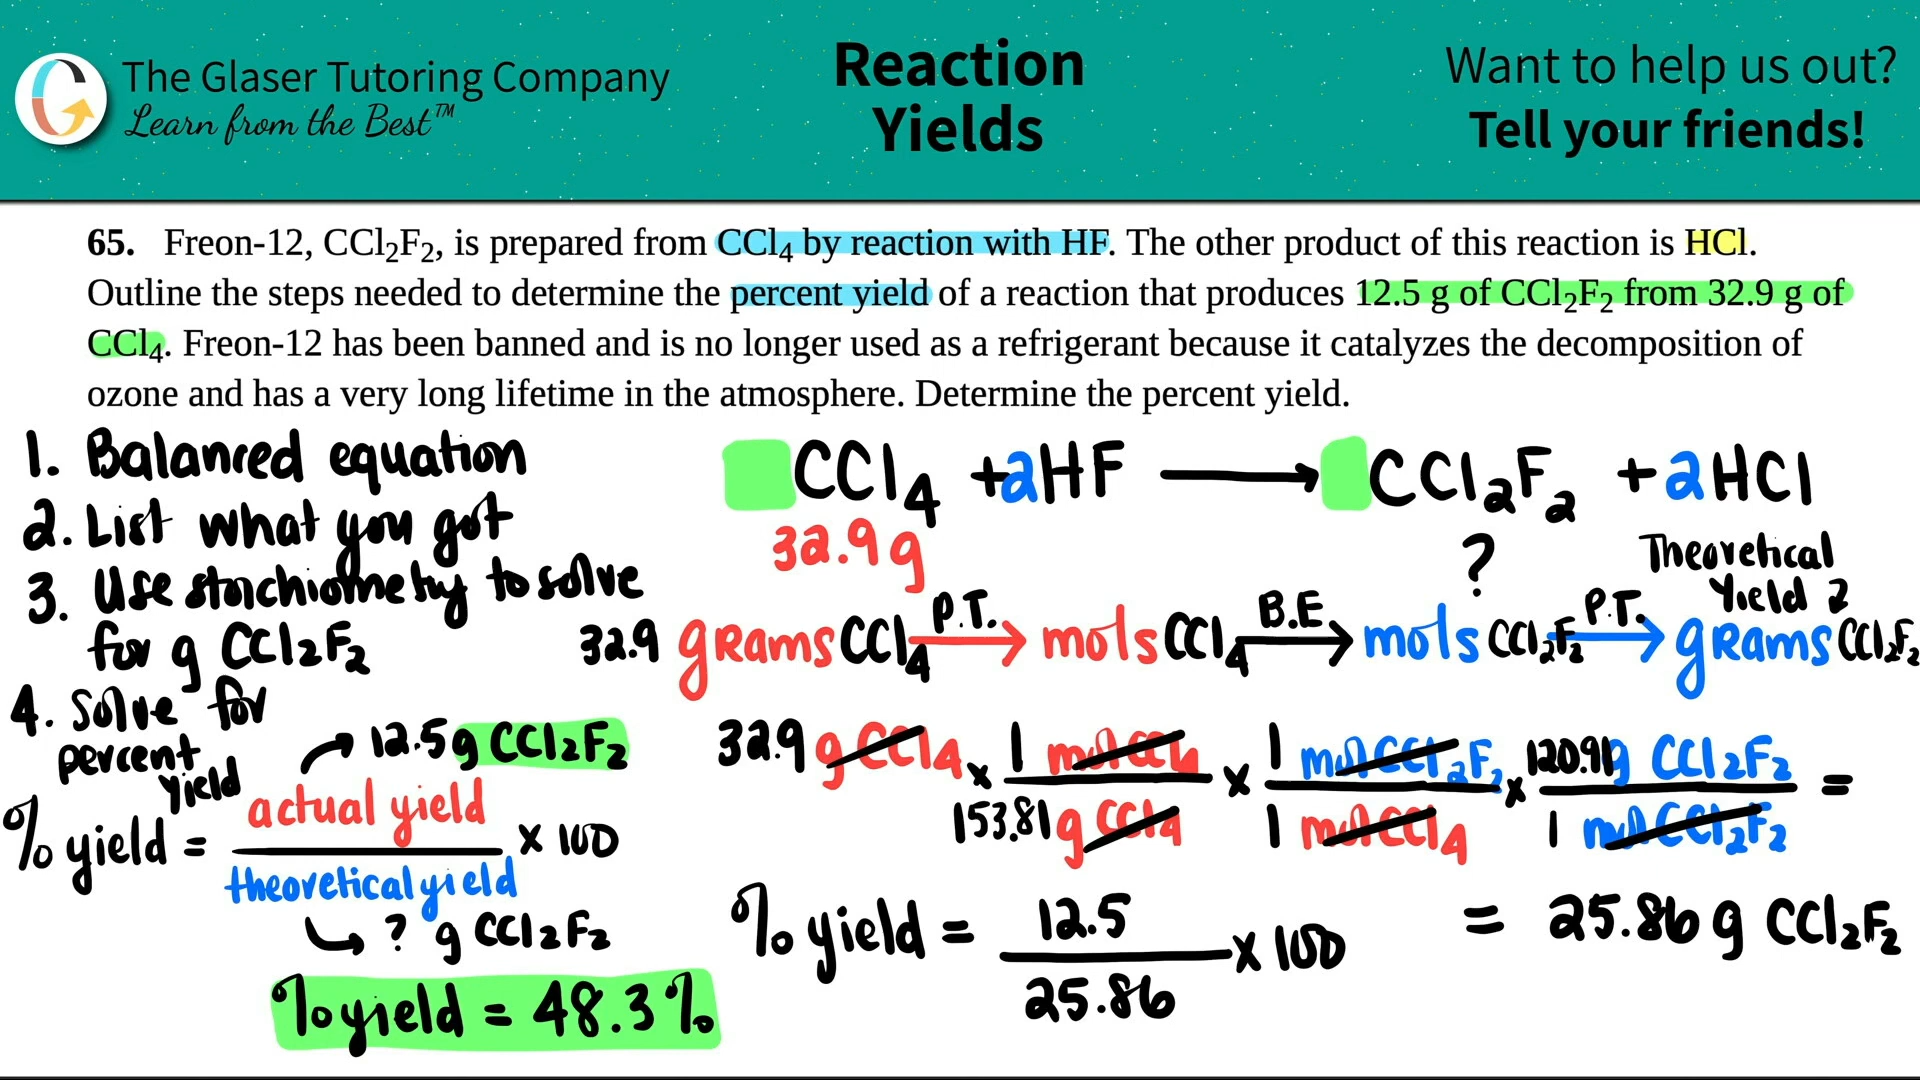 The Glaser Tutoring Company
Learn from the Best™
Reaction
Yields
Want to help us out?
Tell your friends!
65. Freon-12, CCl₂F₂, is prepared from CCl₄ by reaction with HF. The other product of this reaction is HCl.
Outline the steps needed to determine the percent yield of a reaction that produces 12.5 g of CCl₂F₂ from 32.9 g of
CCl₄. Freon-12 has been banned and is no longer used as a refrigerant because it catalyzes the decomposition of
ozone and has a very long lifetime in the atmosphere. Determine the percent yield.
1. Balanced equation
2. List what you got
3. Use stoichiometry to solve
for g CCl₂F₂
4. Solve for
percent
yield
CCl₄ + 2HF ⟶ CCl₂F₂ + 2HCl
32.9 g
?
Theoretical
Yield ?
32.9 grams CCl₄ P.T. → mols CCl₄ B.E → mols CCl₂F₂ P.T. → grams CCl₂F₂
32.9 g CCl₄ x 1 mol CCl₄ / 153.81 g CCl₄ x 1 mol CCl₂F₂ / 1 mol CCl₄ x 120.91 g CCl₂F₂ / 1 mol CCl₂F₂ =
= 25.86 g CCl₂F₂
→ 12.5 g CCl₂F₂
% yield = actual yield / theoretical yield x 100
→ ? g CCl₂F₂
% yield = 12.5 / 25.86 x 100
% yield = 48.3%